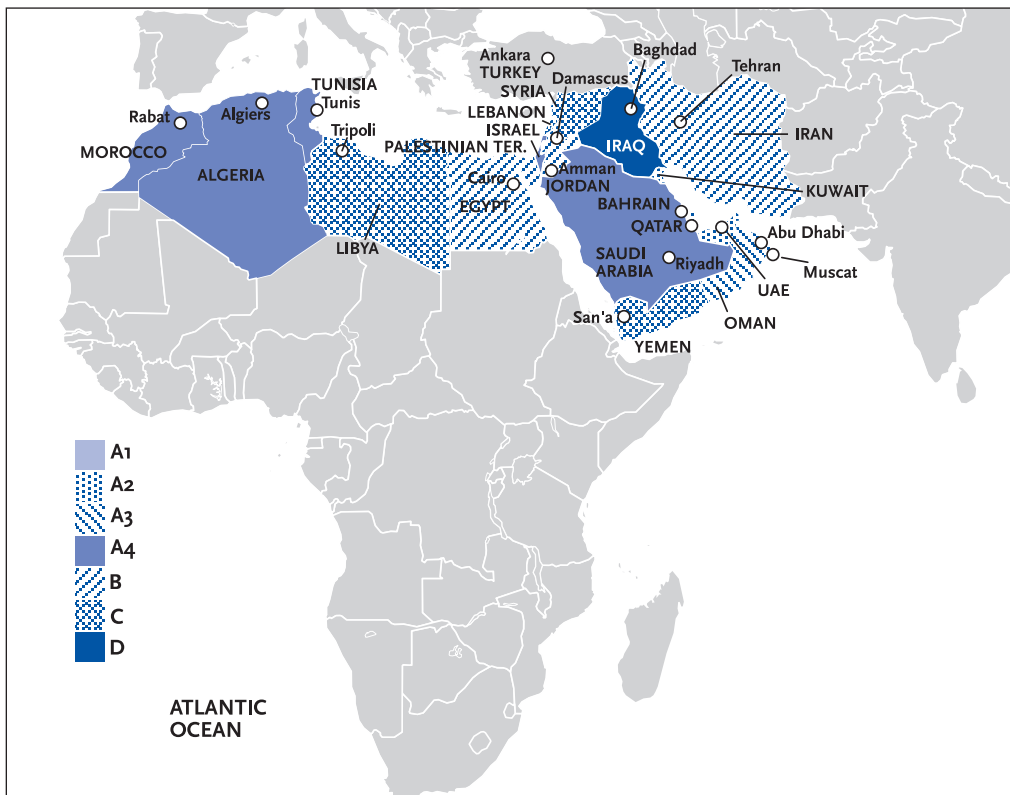 Baghdad
Ankara
Tehran
TURKEY
Damascus
TUNISIA
SYRIA
Tunis
LEBANON
Rabat
Algiers
ISRAEL
Tripoli
IRAN
PALESTINIAN TER.
IRAQ
MOROCCO
Amman
ALGERIA
Cairo
JORDAN
KUWAIT
EGYPT
BAHRAIN
QATAR
Abu Dhabi
LIBYA
SAUDI
ARABIA
Riyadh
Muscat
UAE
San'a
OMAN
YEMEN
A1
A2
A3
A4
B
C
D
ATLANTIC
OCEAN